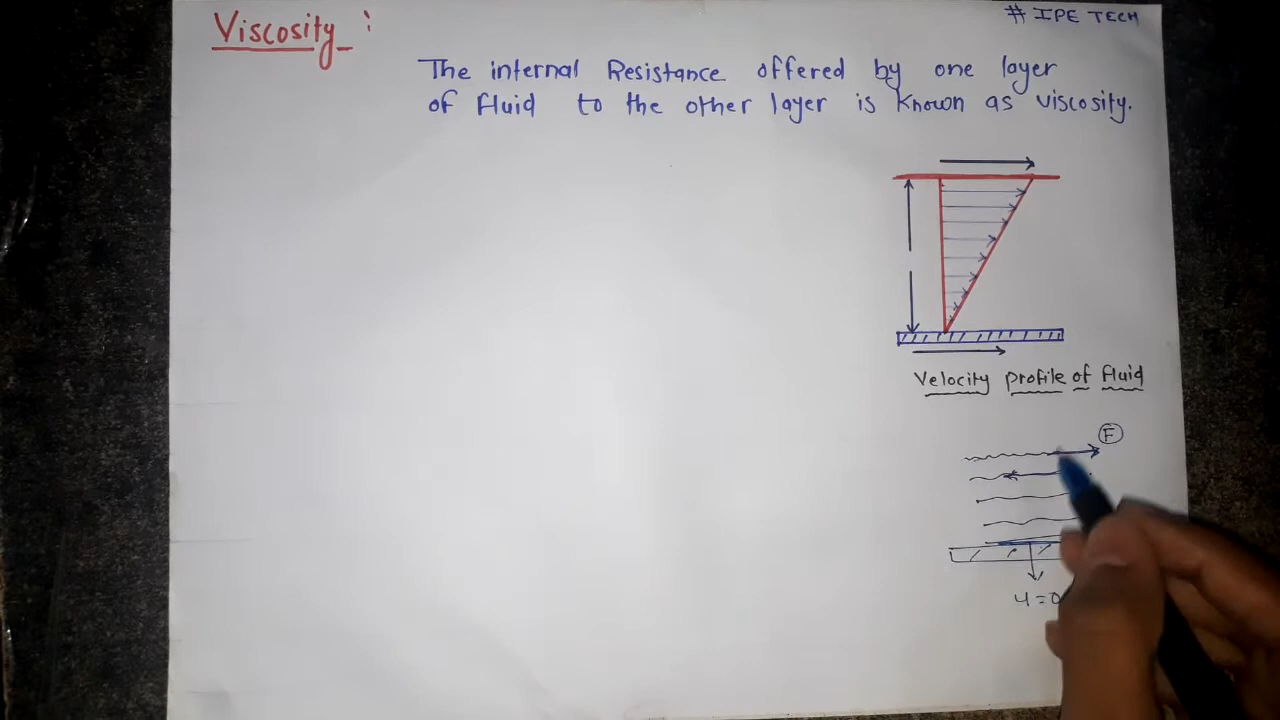 Viscosity :
# IPE TECH
The internal Resistance offered by one layer
of fluid to the other layer is known as viscosity.
Velocity profile of fluid
F
u=0